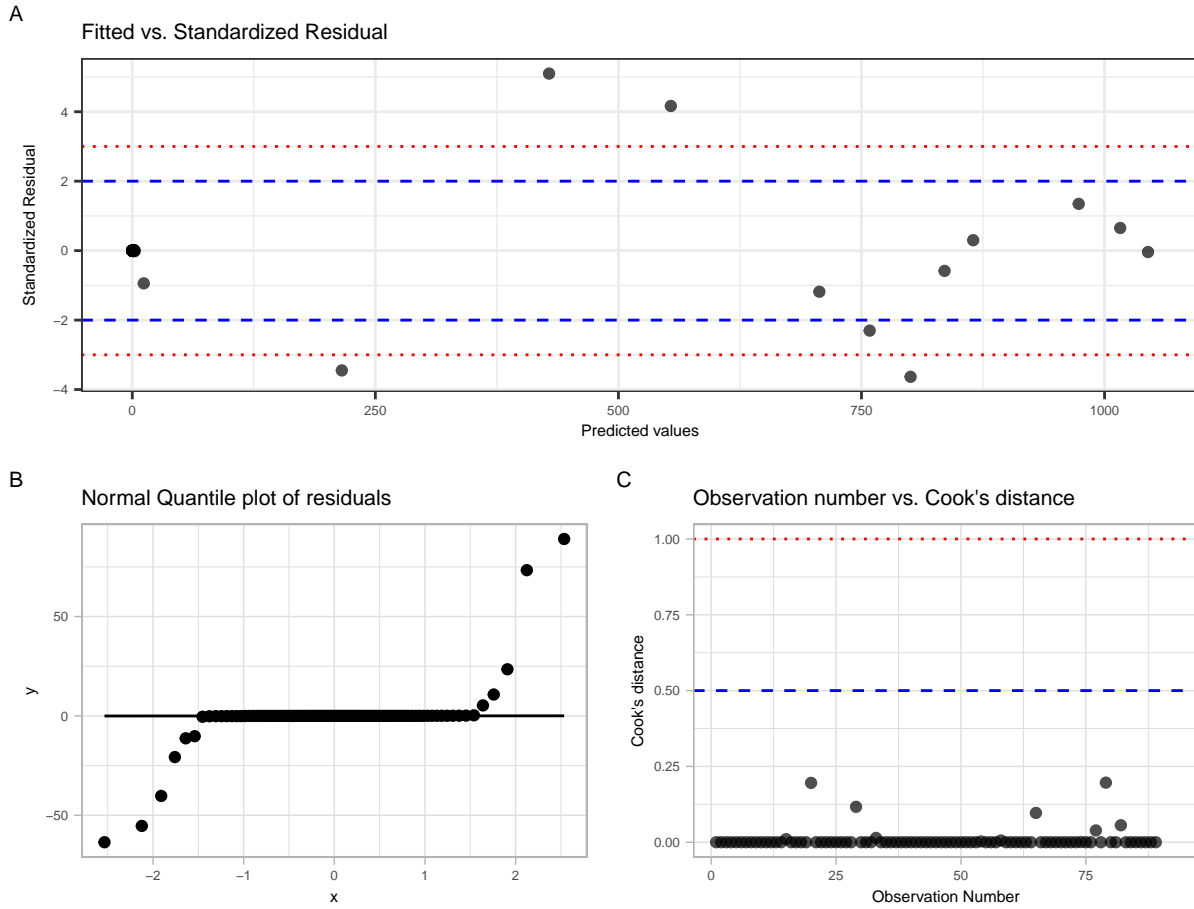 A
Fitted vs. Standardized Residual
Standardized Residual
4
2
0
−2
−4
0 250 500 750 1000
Predicted values
B
Normal Quantile plot of residuals
y
50
0
−50
−2 −1 0 1 2
x
C
Observation number vs. Cook's distance
Cook's distance
1.00
0.75
0.50
0.25
0.00
0 25 50 75
Observation Number